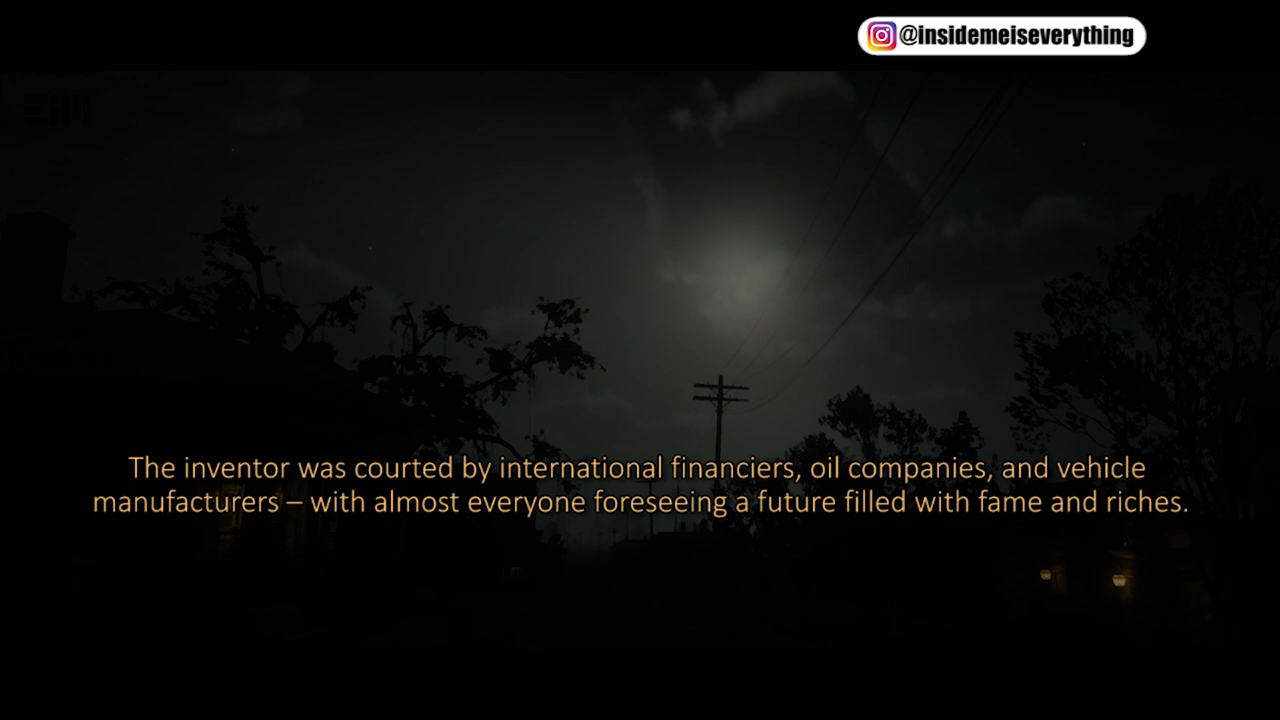 @insidemeiseverything
The inventor was courted by international financiers, oil companies, and vehicle
manufacturers – with almost everyone foreseeing a future filled with fame and riches.